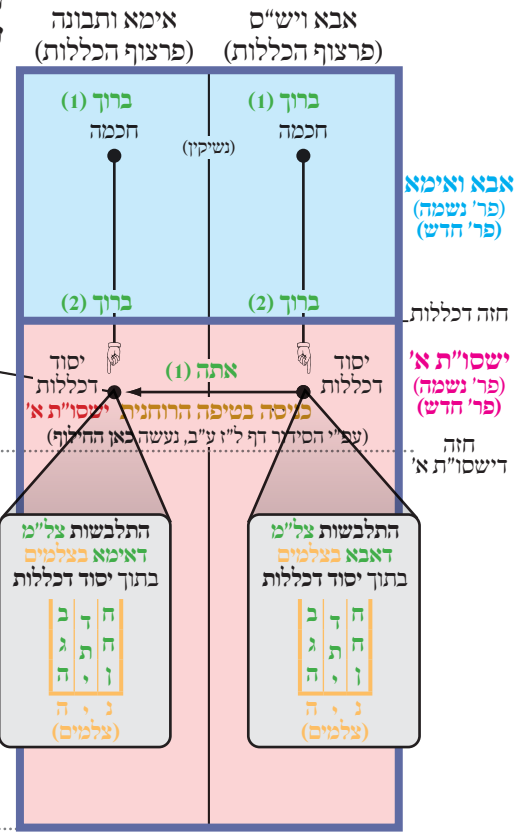 אבא ויש"ס
(פרצוף הכללות)
אימא ותבונה
(פרצוף הכללות)
ברוך (1)
חכמה
ברוך (1)
חכמה
(נשיקין)
אבא ואימא
(פר' נשמה)
(פר' חדש)
ברוך (2)
ברוך (2)
חזה דכללות
ישסו"ת א'
(פר' נשמה)
(פר' חדש)
יסוד
דכללות
אתה (1)
יסוד
דכללות
כניסה בטיפה הרוחנית ישסו"ת א'
(עפ"י הסידור דף ל"ז ע"ב, נעשה כאן החילוף)
חזה
דישסו"ת א'
התלבשות צל"מ
דאבא בצלמים
בתוך יסוד דכללות
ח ד ב
ח ת ג
ן י ה
נ י ה
(צלמים)
התלבשות צל"מ
דאימא בצלמים
בתוך יסוד דכללות
ח ד ב
ח ת ג
ן י ה
נ י ה
(צלמים)